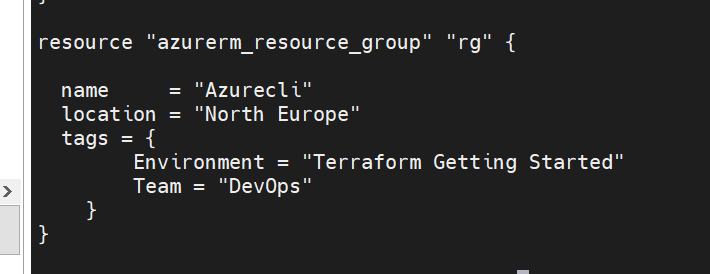 resource "azurerm_resource_group" "rg" {
name = "Azurecli"
location = "North Europe"
tags = {
Environment = "Terraform Getting Started"
Team = "DevOps"
}
}